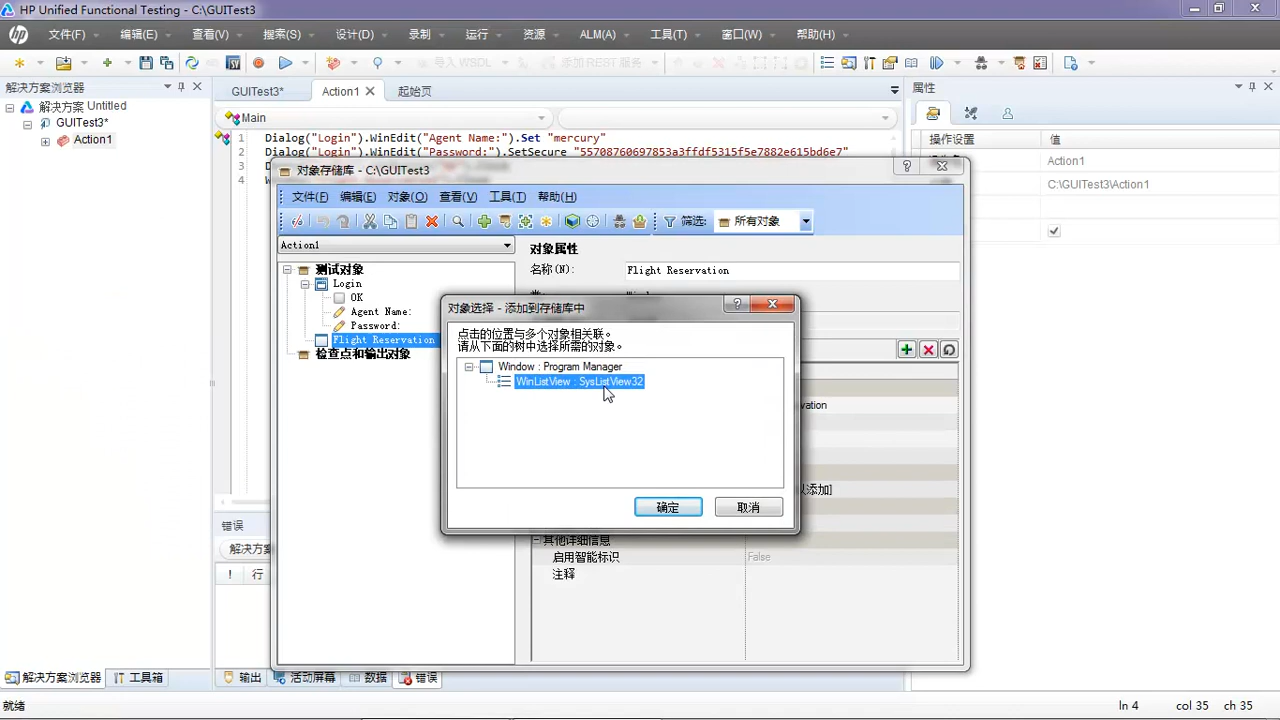 HP Unified Functional Testing - C:\GUITest3
文件(F) 编辑(E) 查看(V) 搜索(S) 设计(D) 录制 运行 资源 ALM(A) 工具(T) 窗口(W) 帮助(H)
导入 WSDL 添加 REST 服务
解决方案浏览器
GUITest3* Action1 起始页
属性
解决方案 Untitled
GUITest3*
Action1
Main
操作设置 值
1 Dialog("Login").WinEdit("Agent Name:").Set "mercury"
2 Dialog("Login").WinEdit("Password:").SetSecure "55708760697853a3ffdf5315f5e7882e615bd6e7"
3
4
Action1
C:\GUITest3\Action1
对象存储库 - C:\GUITest3
文件(F) 编辑(E) 对象(O) 查看(V) 工具(T) 帮助(H)
筛选: 所有对象
Action1
对象属性
测试对象
名称(N): Flight Reservation
Login
OK
Agent Name:
Password:
Flight Reservation
检查点和输出对象
对象选择 - 添加到存储库中
点击的位置与多个对象相关联。
请从下面的树中选择所需的对象。
Window : Program Manager
WinListView : SysListView32
确定 取消
添加]
其他详细信息
启用智能标识 False
注释
错误
解决方案
! 行
解决方案浏览器 工具箱 输出 活动屏幕 数据 错误
就绪 Ln 4 col 35 ch 35